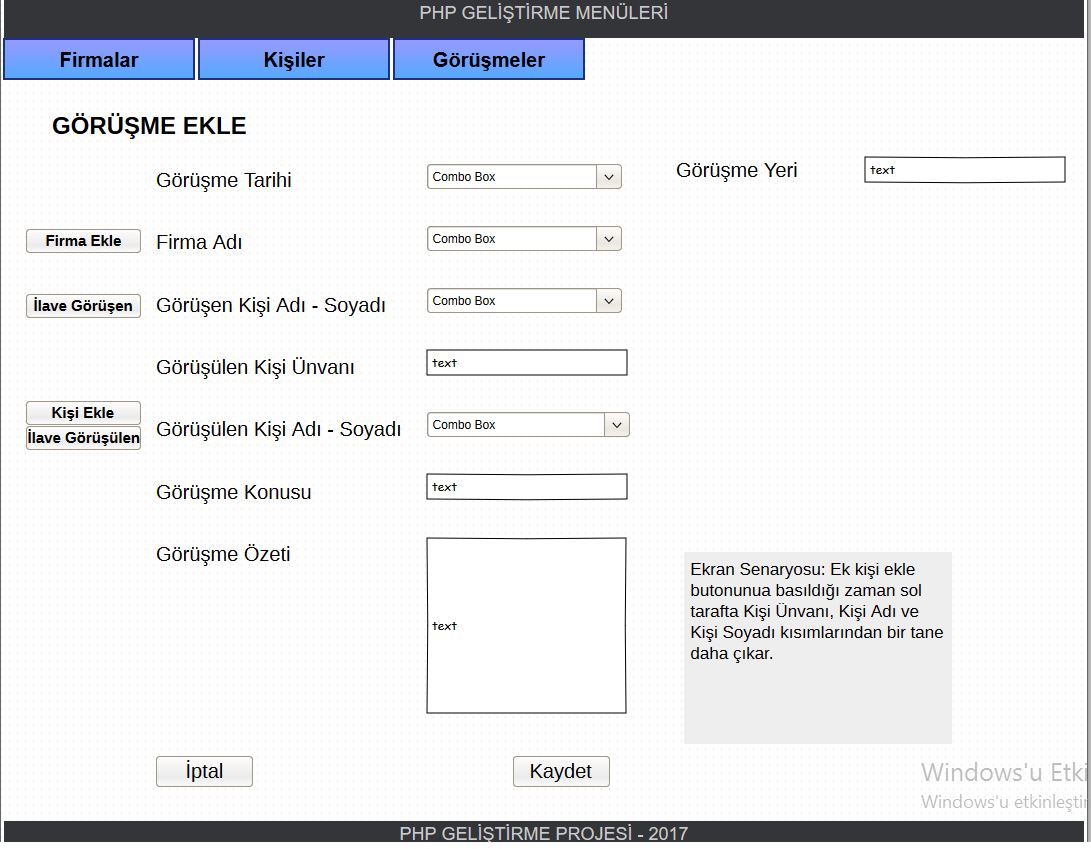 PHP GELİŞTİRME MENÜLERİ
Firmalar Kişiler Görüşmeler
GÖRÜŞME EKLE
Görüşme Tarihi Combo Box Görüşme Yeri text
Firma Ekle Firma Adı Combo Box
İlave Görüşen Görüşen Kişi Adı - Soyadı Combo Box
Görüşülen Kişi Ünvanı text
Kişi Ekle
İlave Görüşülen Görüşülen Kişi Adı - Soyadı Combo Box
Görüşme Konusu text
Görüşme Özeti text
Ekran Senaryosu: Ek kişi ekle
butonunua basıldığı zaman sol
tarafta Kişi Ünvanı, Kişi Adı ve
Kişi Soyadı kısımlarından bir tane
daha çıkar.
İptal Kaydet
Windows'u Etki
Windows'u etkinleştir
PHP GELİŞTİRME PROJESİ - 2017